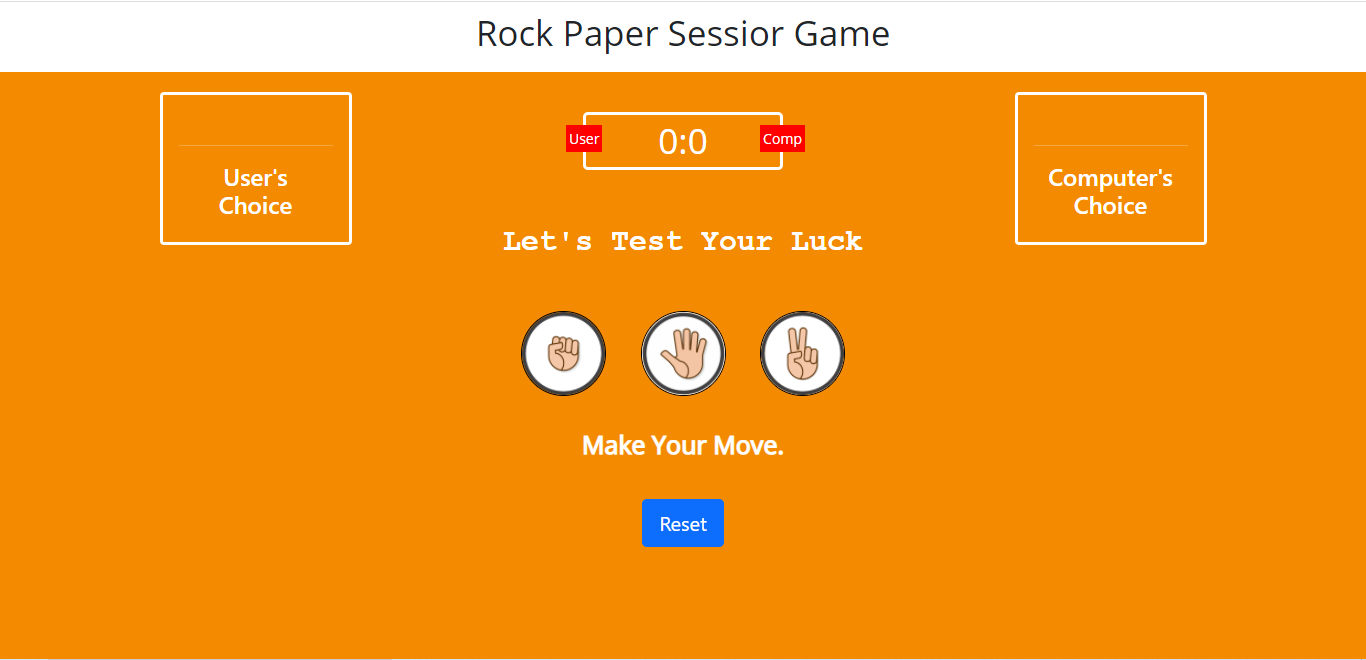 Rock Paper Sessior Game
User
0:0
Comp
User's
Choice
Computer's
Choice
Let's Test Your Luck
Make Your Move.
Reset